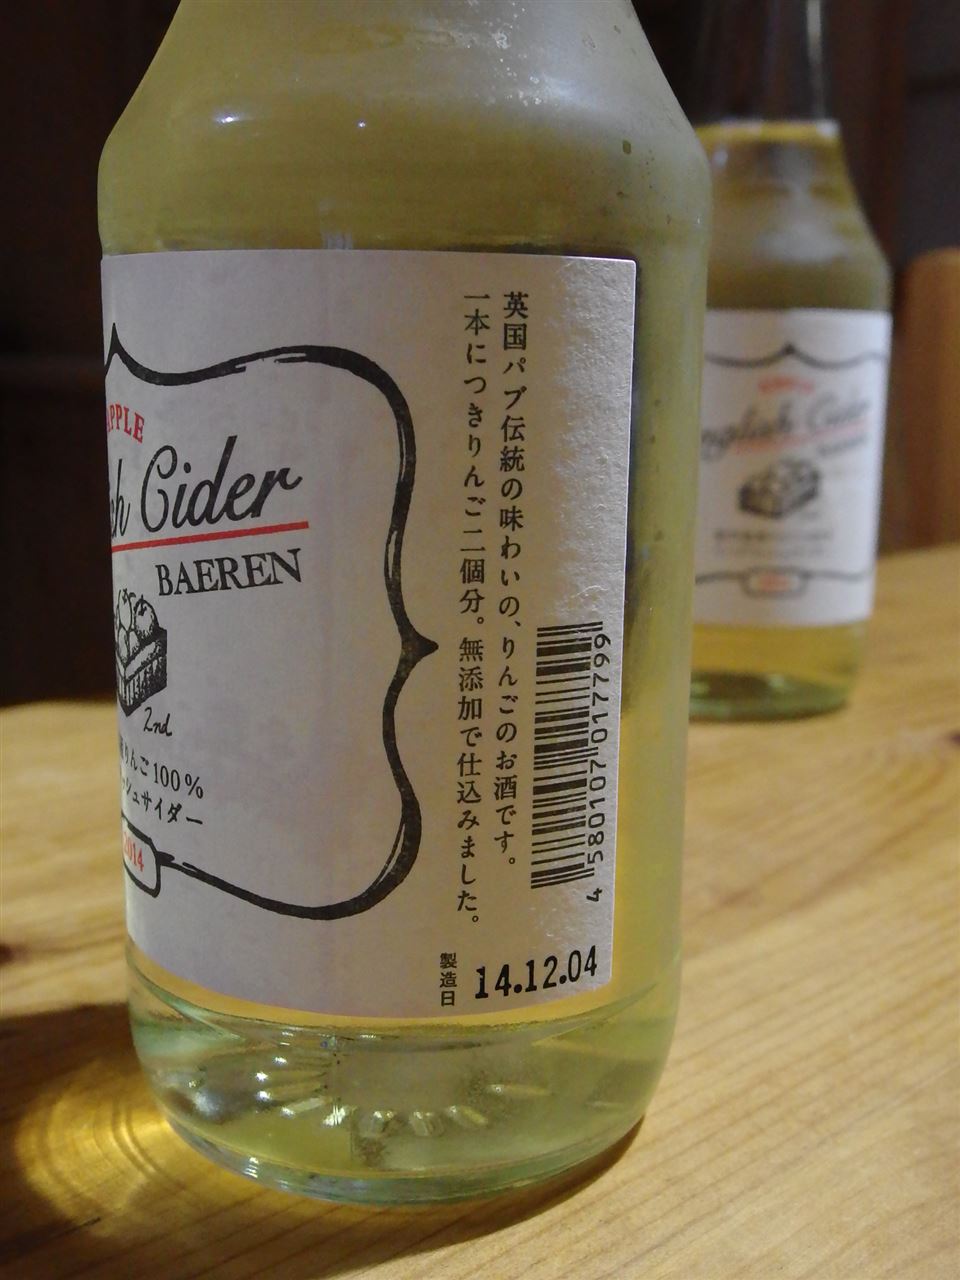 APPLE
Cider
BAEREN
2nd
りんご100%
シュサイダー
2014
英国パブ伝統の味わいの、りんごのお酒です。
一本につきりんご二個分。無添加で仕込みました。
4580107017799
製造日 14.12.04
English Cider